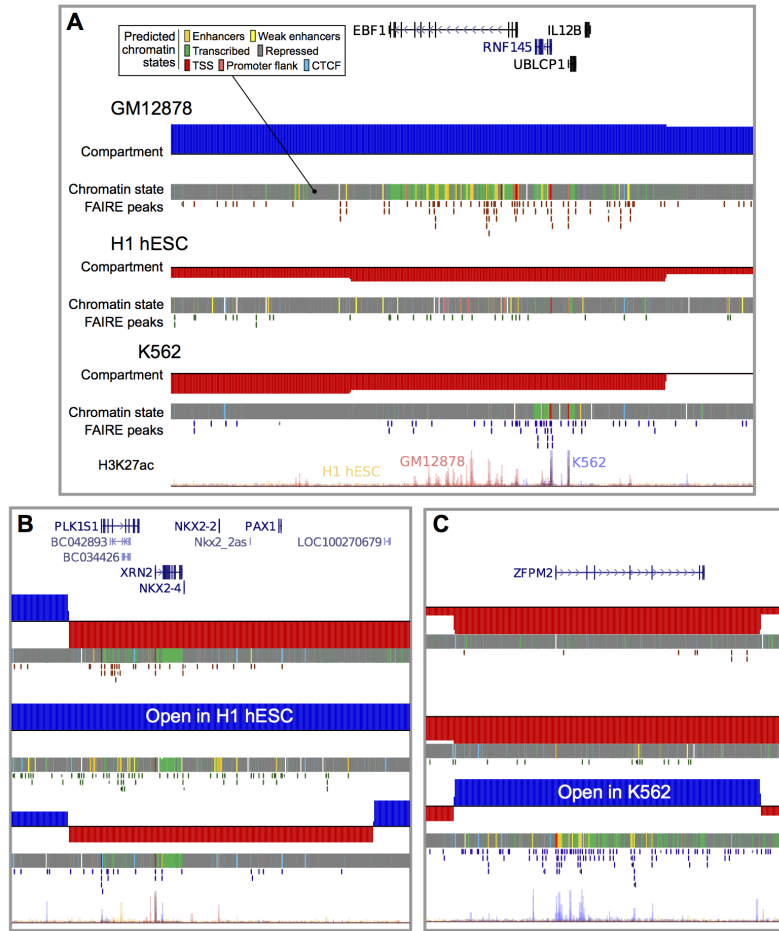 A
EBF1
IL12B
RNF145
UBLCP1
Predicted chromatin states
Enhancers
Weak enhancers
Transcribed
Repressed
TSS
Promoter flank
CTCF
GM12878
Compartment
Chromatin state
FAIRE peaks
H1 hESC
Compartment
Chromatin state
FAIRE peaks
K562
Compartment
Chromatin state
FAIRE peaks
H3K27ac
H1 hESC
GM12878
K562
B
PLK1S1
NKX2-2
PAX1
BC042893
Nkx2_2as
LOC100270679
BC034426
XRN2
NKX2-4
Open in H1 hESC
C
ZFPM2
Open in K562